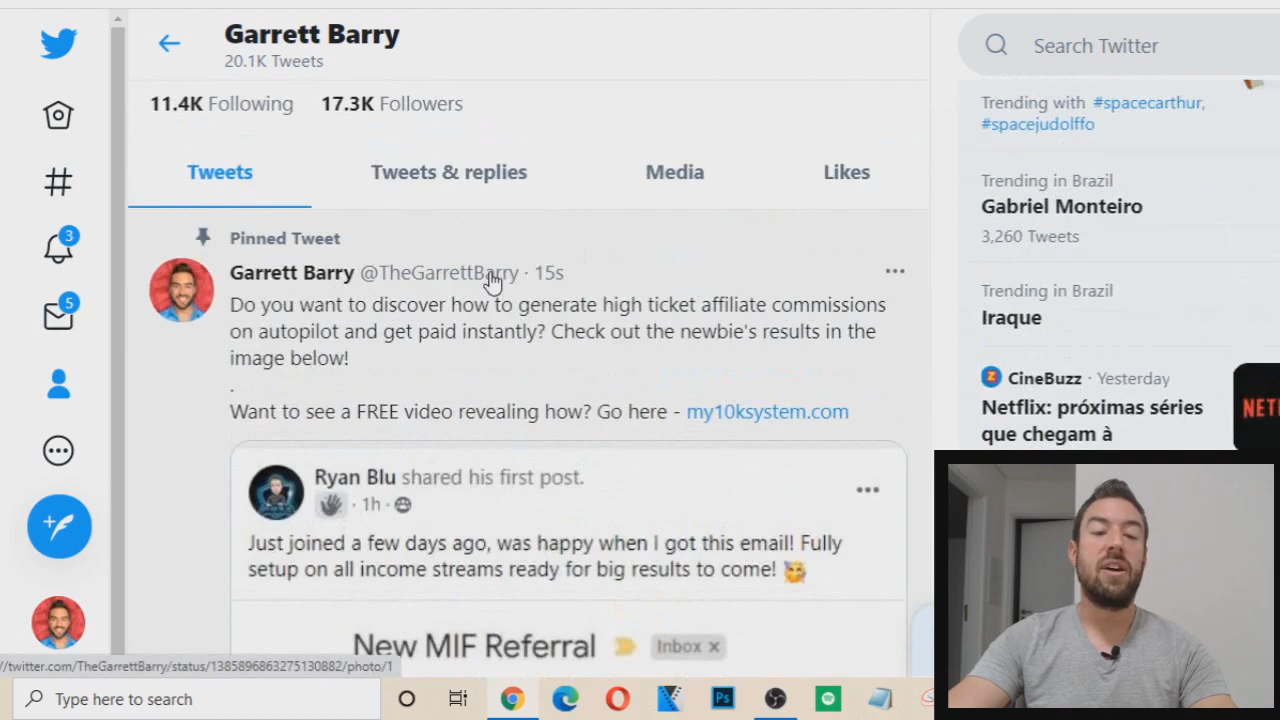 Garrett Barry
20.1K Tweets
11.4K Following 17.3K Followers
Tweets Tweets & replies Media Likes
Pinned Tweet
Garrett Barry @TheGarrettBarry · 15s
Do you want to discover how to generate high ticket affiliate commissions
on autopilot and get paid instantly? Check out the newbie's results in the
image below!
.
Want to see a FREE video revealing how? Go here - my10ksystem.com
Ryan Blu shared his first post.
· 1h ·
Just joined a few days ago, was happy when I got this email! Fully
setup on all income streams ready for big results to come!
New MIF Referral Inbox ×
3
5
//twitter.com/TheGarrettBarry/status/1385896863275130882/photo/1
Search Twitter
Trending with #spacecarthur,
#spacejudolffo
Trending in Brazil
Gabriel Monteiro
3,260 Tweets
Trending in Brazil
Iraque
CineBuzz · Yesterday
Netflix: próximas séries
que chegam à
NET
Type here to search
Ps